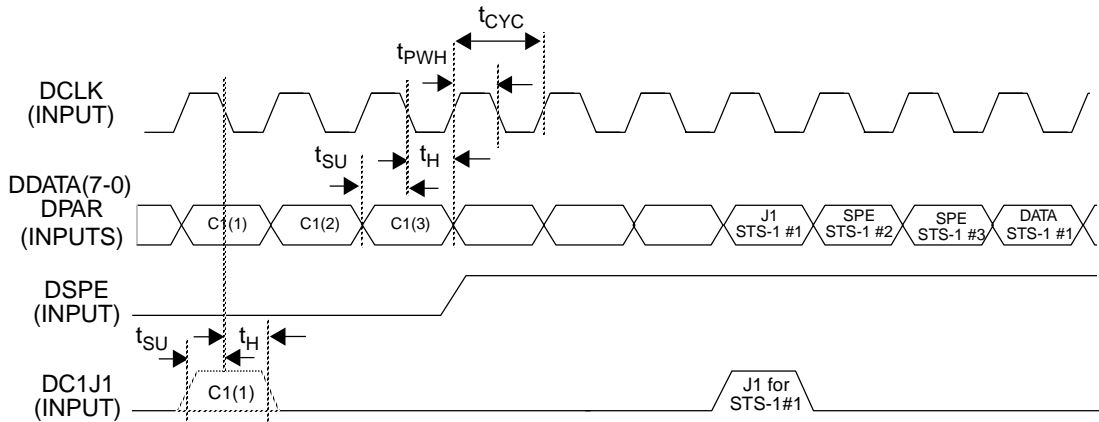 tCYC
tPWH
DCLK
(INPUT)
tSU
tH
DDATA(7-0)
DPAR
(INPUTS)
C1(1)
C1(2)
C1(3)
J1
STS-1 #1
SPE
STS-1 #2
SPE
STS-1 #3
DATA
STS-1 #1
DSPE
(INPUT)
tSU
tH
DC1J1
(INPUT)
C1(1)
J1 for
STS-1#1